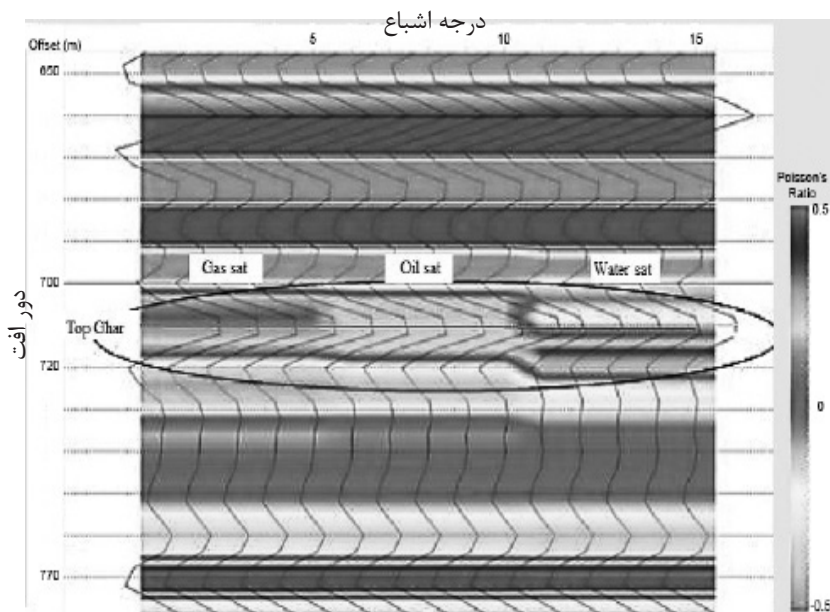 درجه اشباع
Offset (m)
5
10
15
650
Poisson's
Ratio
0.5
Gas sat
Oil sat
Water sat
700
دور افت
Top Ghar
720
0
770
-0.5